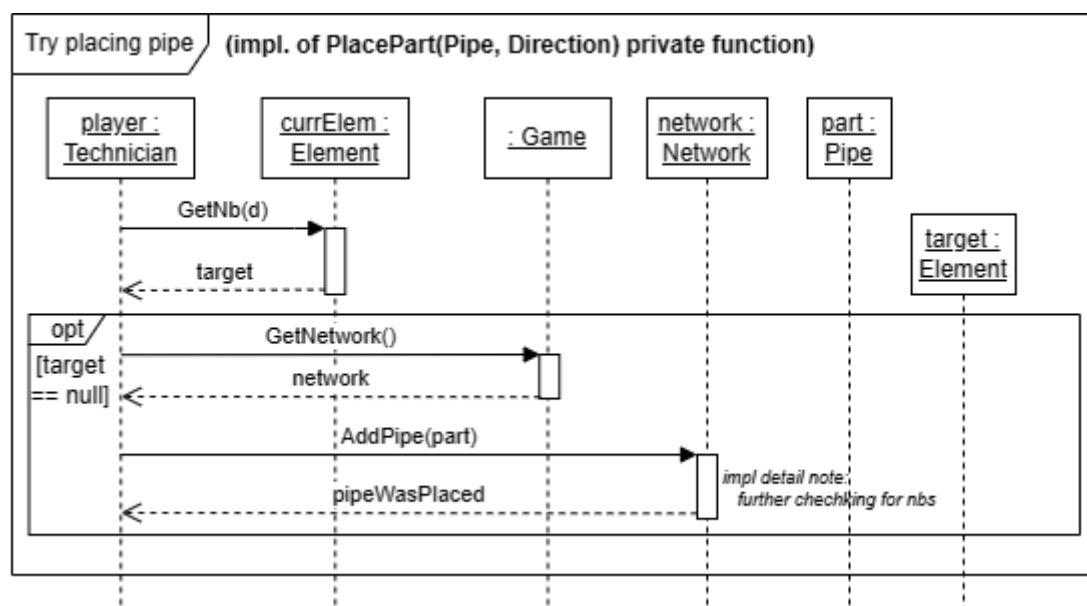 Try placing pipe
(impl. of PlacePart(Pipe, Direction) private function)
player :
Technician
currElem :
Element
: Game
network :
Network
part :
Pipe
target :
Element
GetNb(d)
target
opt
[target
== null]
GetNetwork()
network
AddPipe(part)
pipeWasPlaced
impl detail note:
further chechking for nbs